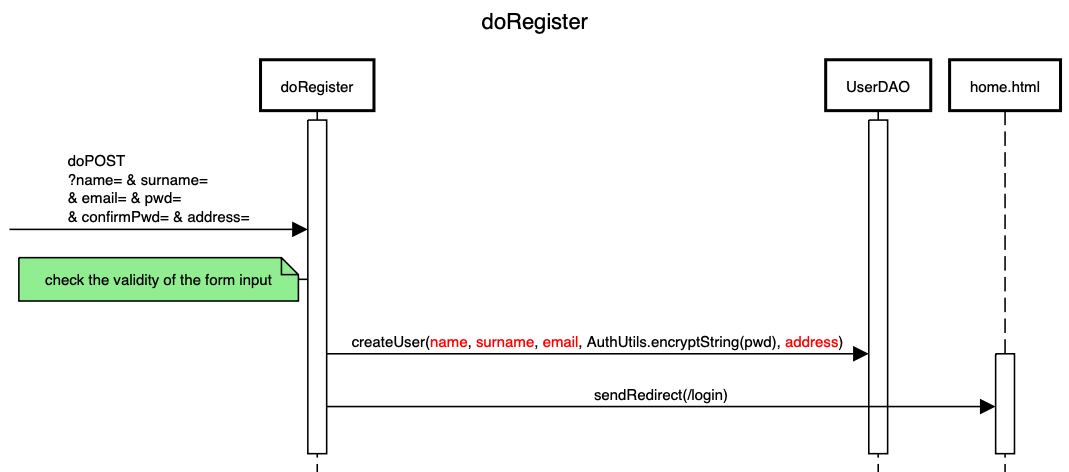 doRegister
doRegister
UserDAO
home.html
doPOST
?name= & surname=
& email= & pwd=
& confirmPwd= & address=
check the validity of the form input
createUser(name, surname, email, AuthUtils.encryptString(pwd), address)
sendRedirect(/login)